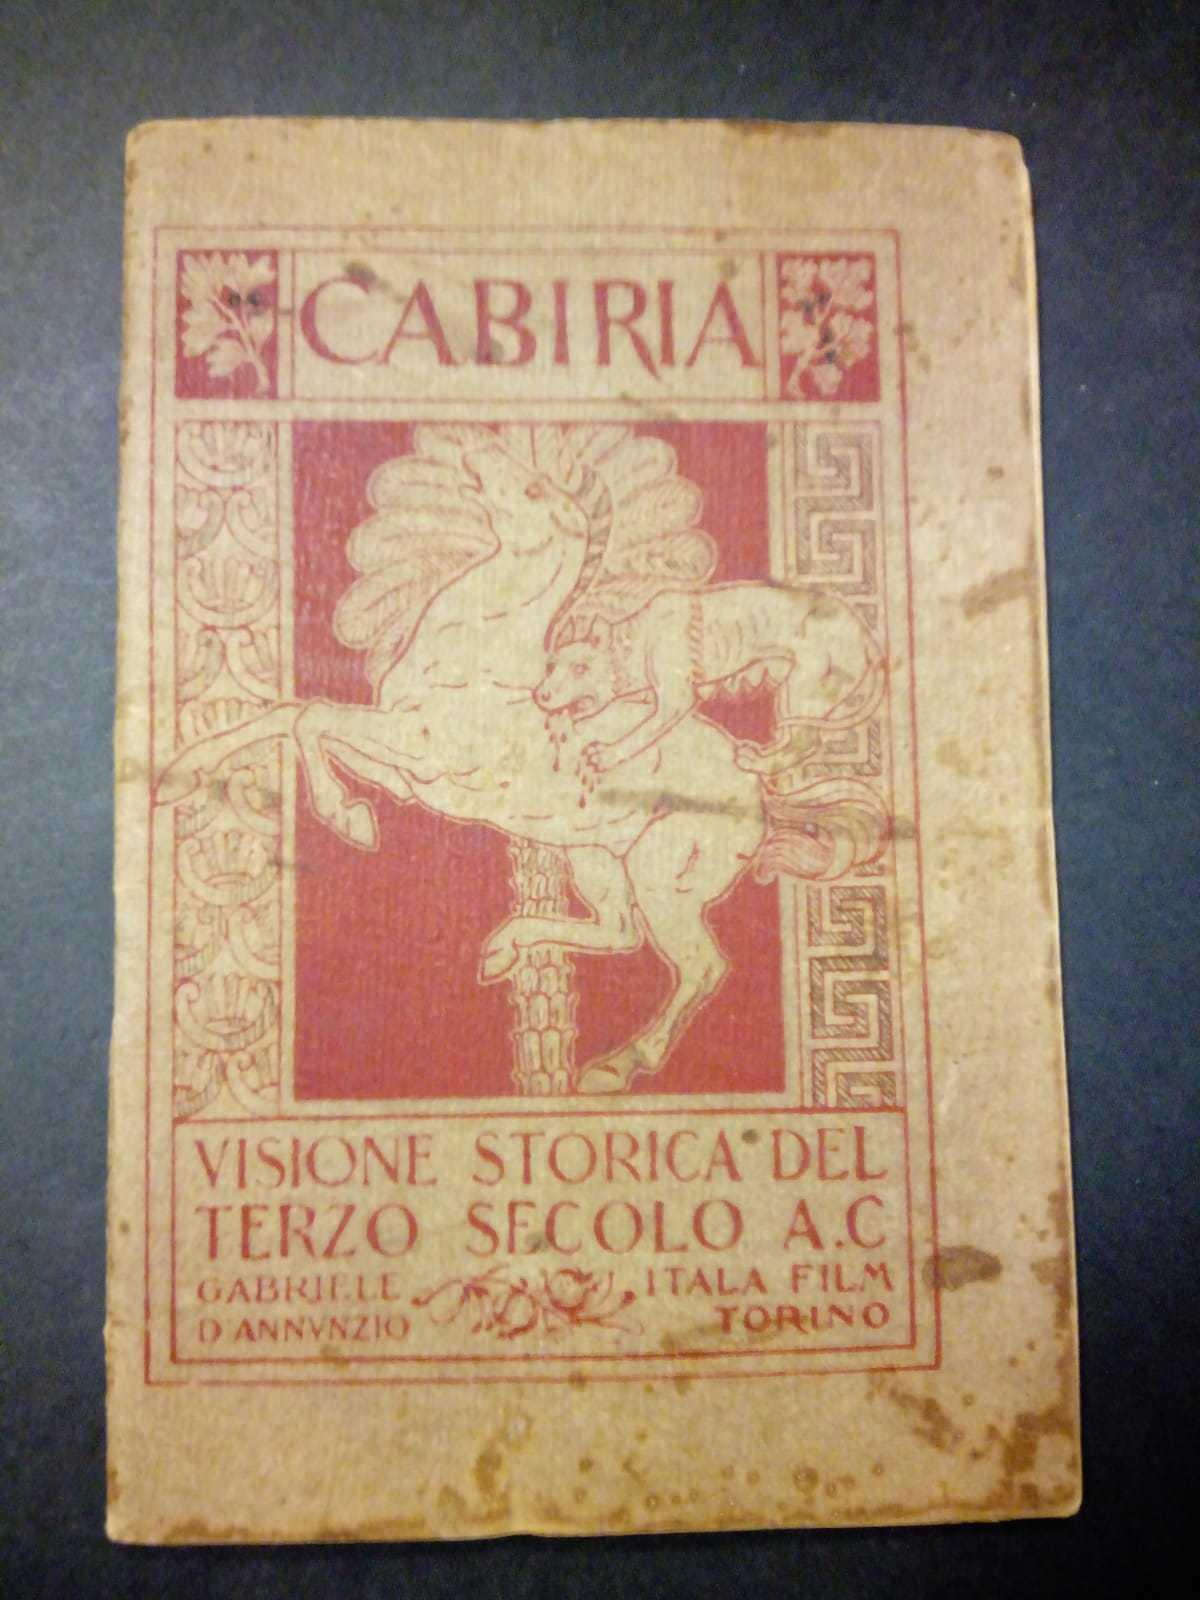 CABIRIA
VISIONE STORICA DEL
TERZO SECOLO A.C
GABRIELE
D ANNVNZIO
ITALA FILM
TORINO